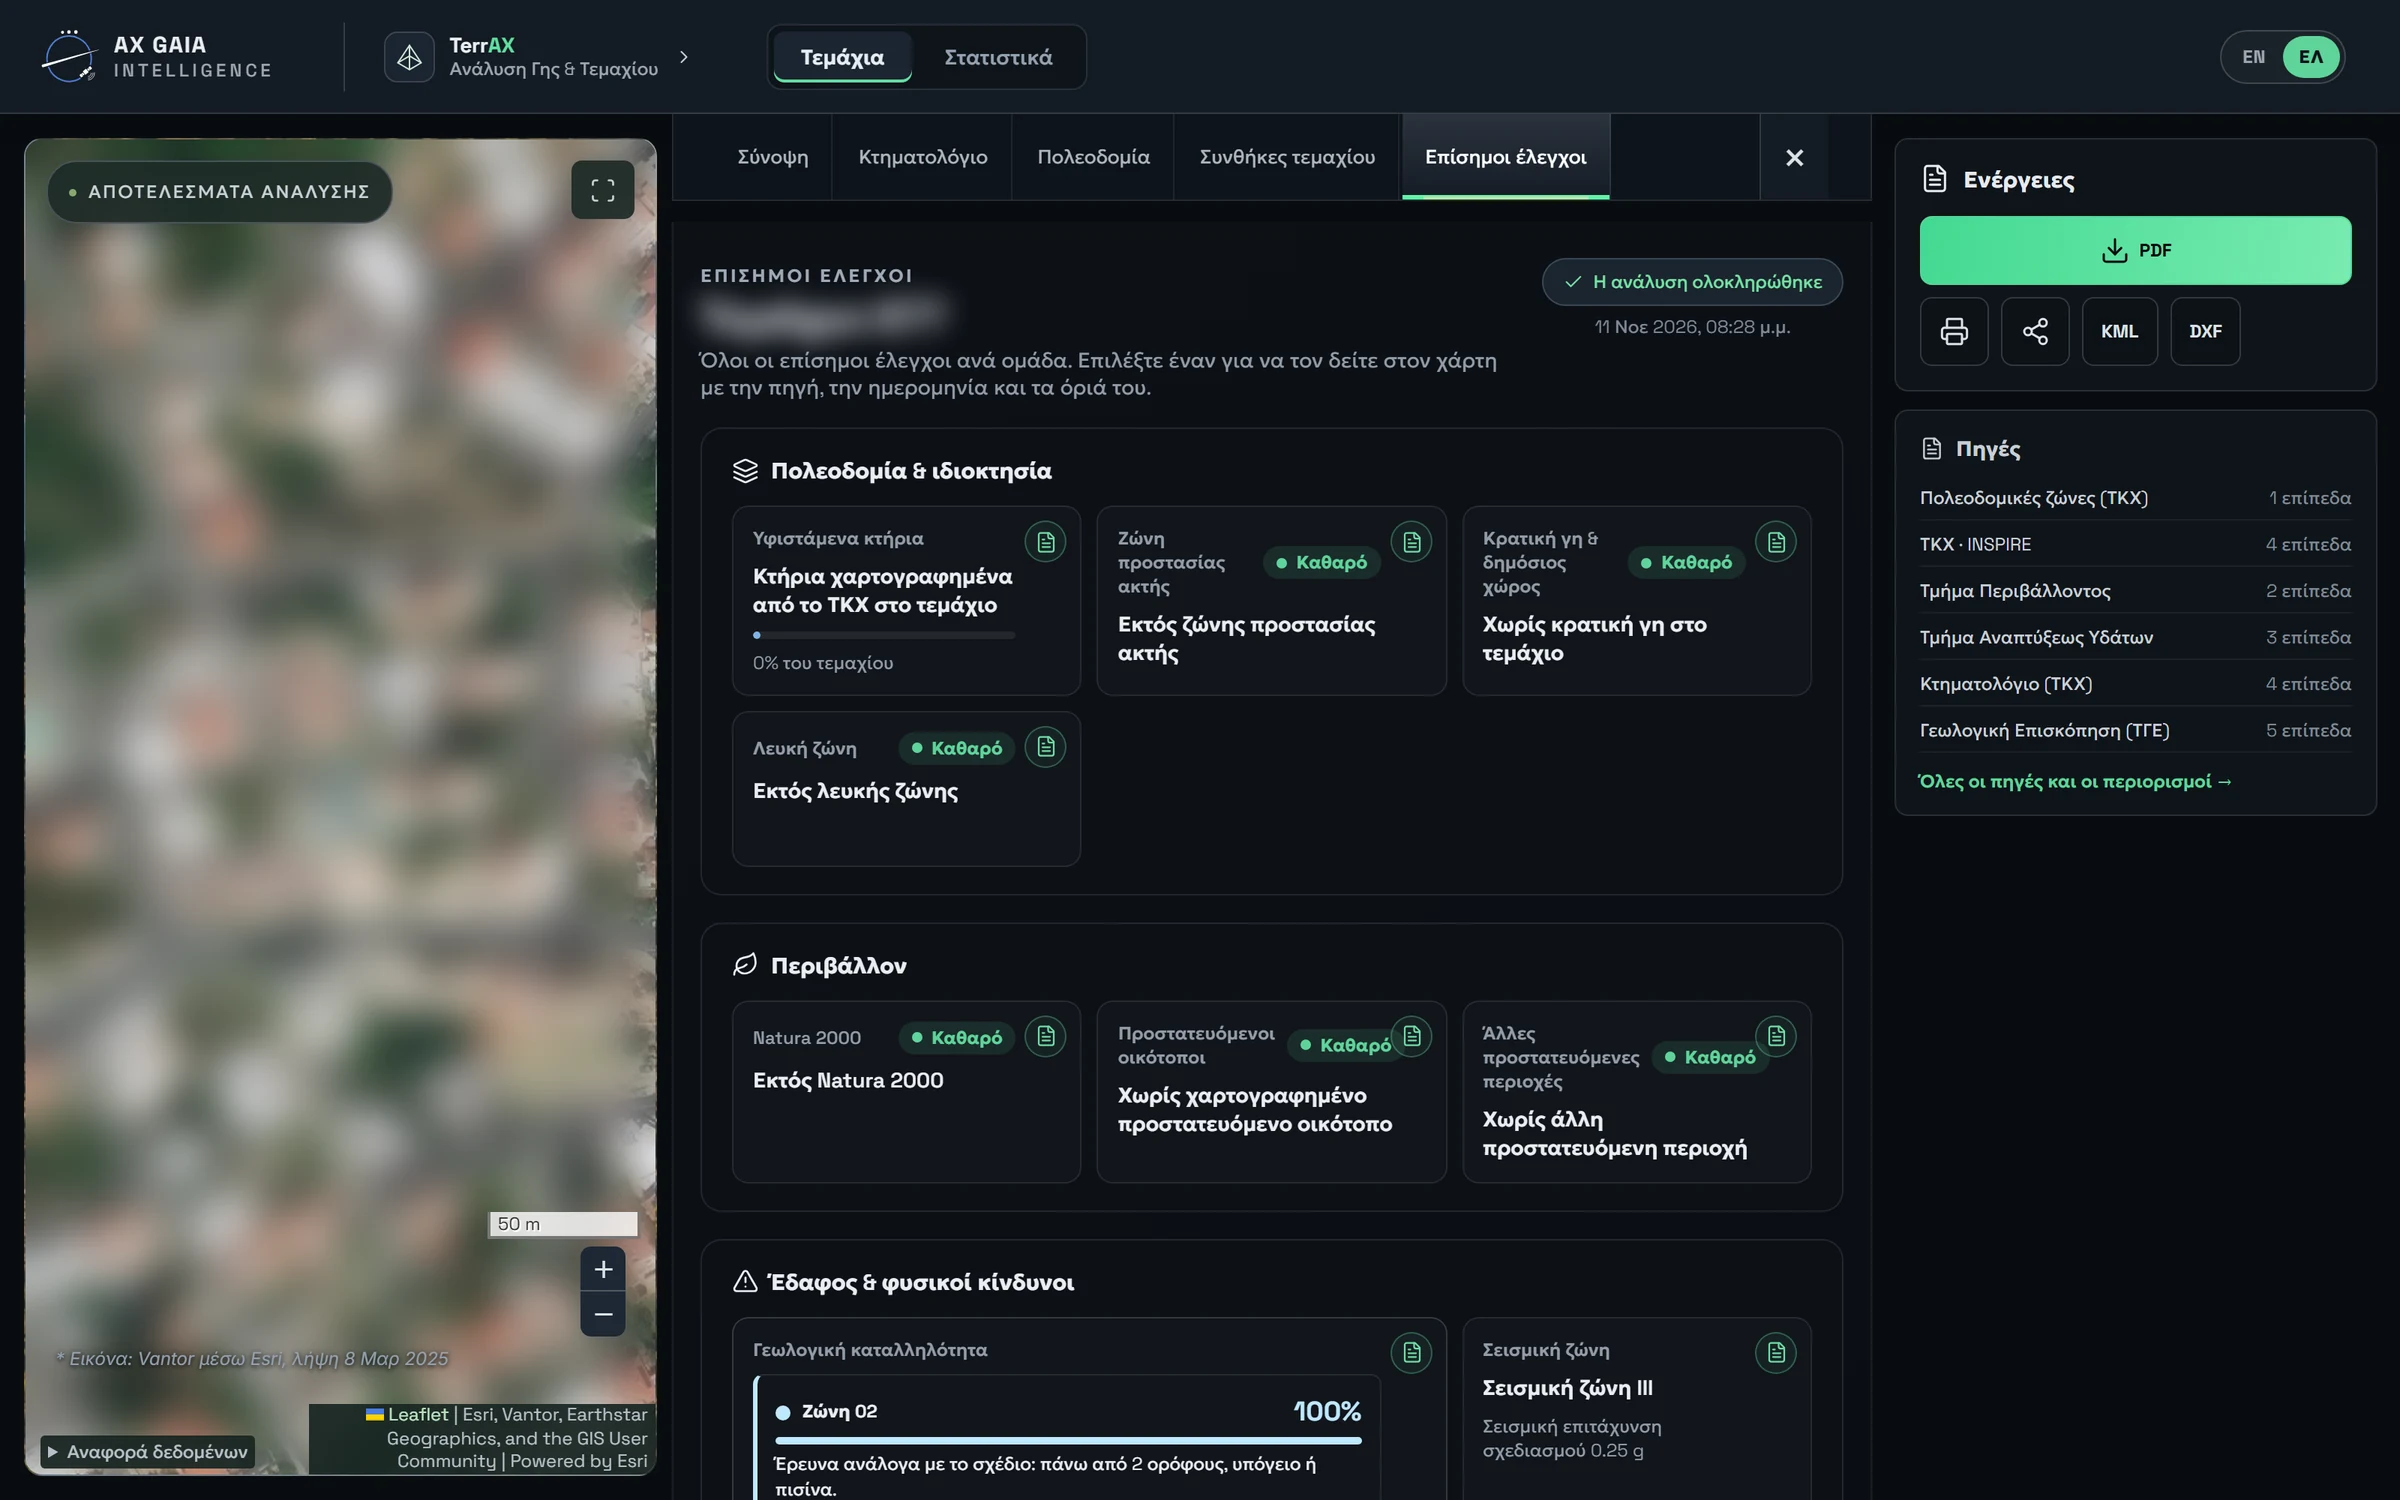 AX GAIA
INTELLIGENCE
TerrAX
Ανάλυση Γης & Τεμαχίου
Τεμάχια
Στατιστικά
EN
ΕΛ
ΑΠΟΤΕΛΕΣΜΑΤΑ ΑΝΑΛΥΣΗΣ
50 m
+
−
* Εικόνα: Vantor μέσω Esri, λήψη 8 Μαρ 2025
Leaflet | Esri, Vantor, Earthstar
Geographics, and the GIS User
Community | Powered by Esri
Αναφορά δεδομένων
Σύνοψη
Κτηματολόγιο
Πολεοδομία
Συνθήκες τεμαχίου
Επίσημοι έλεγχοι
ΕΠΙΣΗΜΟΙ ΕΛΕΓΧΟΙ
Η ανάλυση ολοκληρώθηκε
11 Νοε 2026, 08:28 μ.μ.
Όλοι οι επίσημοι έλεγχοι ανά ομάδα. Επιλέξτε έναν για να τον δείτε στον χάρτη
με την πηγή, την ημερομηνία και τα όριά του.
Πολεοδομία & ιδιοκτησία
Υφιστάμενα κτήρια
Κτήρια χαρτογραφημένα
από το ΤΚΧ στο τεμάχιο
0% του τεμαχίου
Ζώνη
προστασίας
ακτής
Καθαρό
Εκτός ζώνης προστασίας
ακτής
Κρατική γη &
δημόσιος
χώρος
Καθαρό
Χωρίς κρατική γη στο
τεμάχιο
Λευκή ζώνη
Καθαρό
Εκτός λευκής ζώνης
Περιβάλλον
Natura 2000
Καθαρό
Εκτός Natura 2000
Προστατευόμενοι
οικότοποι
Καθαρό
Χωρίς χαρτογραφημένο
προστατευόμενο οικότοπο
Άλλες
προστατευόμενες
περιοχές
Καθαρό
Χωρίς άλλη
προστατευόμενη περιοχή
Έδαφος & φυσικοί κίνδυνοι
Γεωλογική καταλληλότητα
Ζώνη 02
100%
Έρευνα ανάλογα με το σχέδιο: πάνω από 2 ορόφους, υπόγειο ή
πισίνα.
Σεισμική ζώνη
Σεισμική ζώνη III
Σεισμική επιτάχυνση
σχεδιασμού 0.25 g
Ενέργειες
PDF
KML
DXF
Πηγές
Πολεοδομικές ζώνες (ΤΚΧ)
1 επίπεδα
ΤΚΧ · INSPIRE
4 επίπεδα
Τμήμα Περιβάλλοντος
2 επίπεδα
Τμήμα Αναπτύξεως Υδάτων
3 επίπεδα
Κτηματολόγιο (ΤΚΧ)
4 επίπεδα
Γεωλογική Επισκόπηση (ΤΓΕ)
5 επίπεδα
Όλες οι πηγές και οι περιορισμοί →